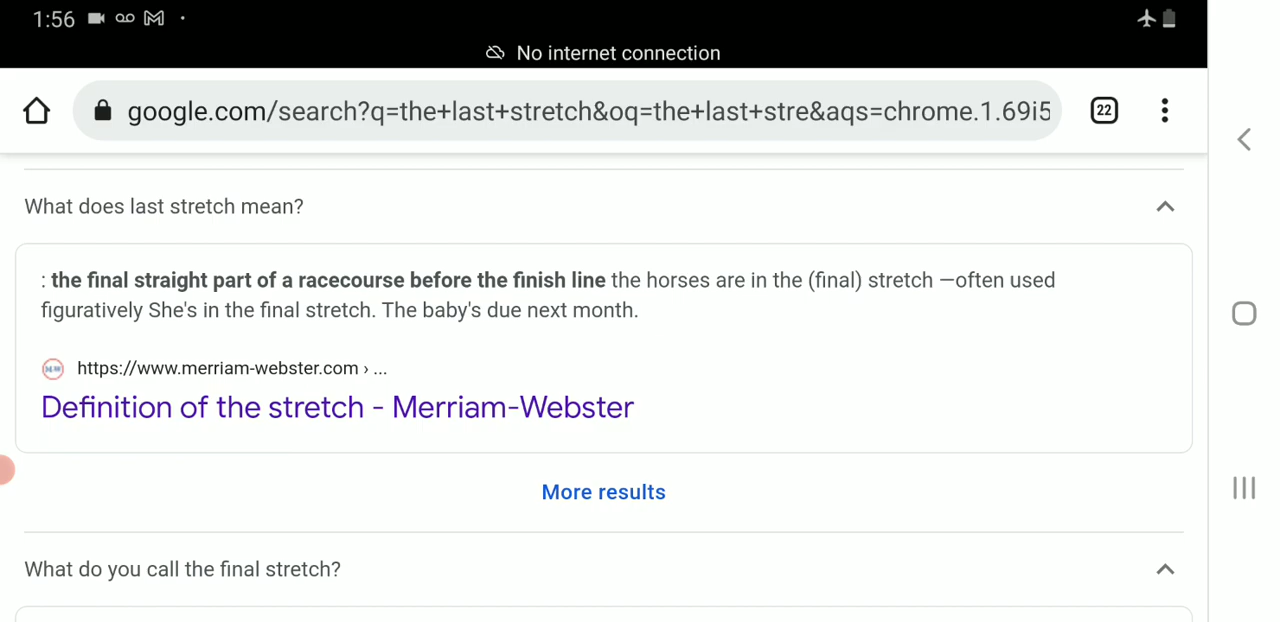 1:56
No internet connection
google.com/search?q=the+last+stretch&oq=the+last+stre&aqs=chrome.1.69i5
22
What does last stretch mean?
: the final straight part of a racecourse before the finish line the horses are in the (final) stretch —often used
figuratively She's in the final stretch. The baby's due next month.
https://www.merriam-webster.com › ...
Definition of the stretch - Merriam-Webster
More results
What do you call the final stretch?